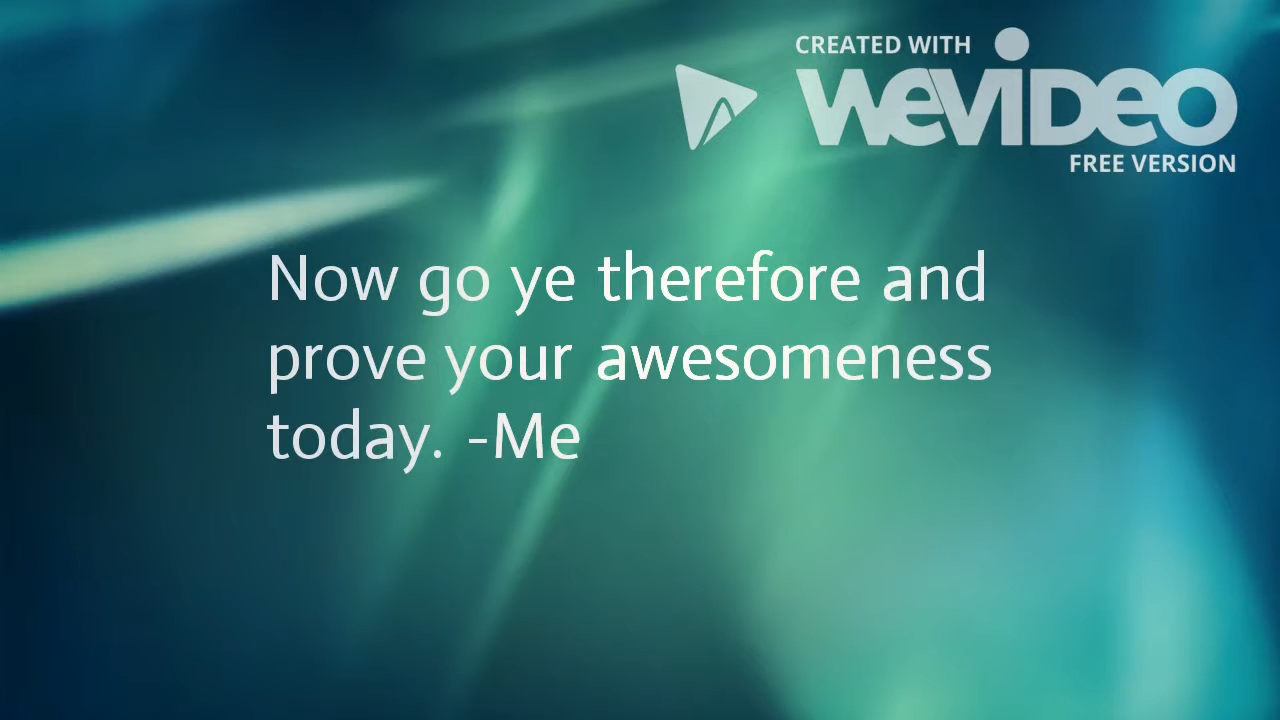 CREATED WITH
WEVIDEO
FREE VERSION
Now go ye therefore and
prove your awesomeness
today. -Me